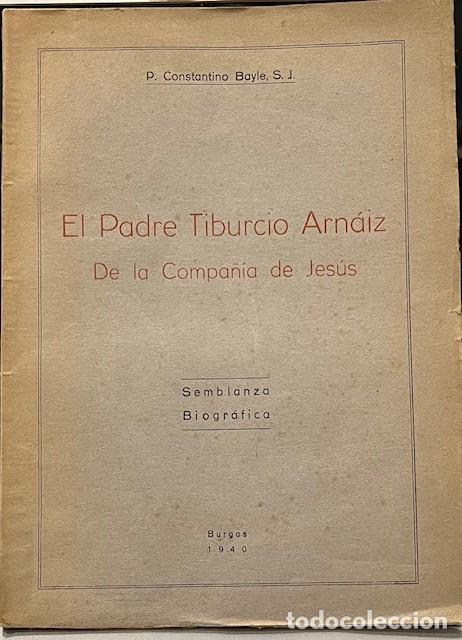 P. Constantino Bayle, S. J.
El Padre Tiburcio Arnáiz
De la Compañía de Jesús
Semblanza
Biográfica
Burgos
1940
todocoleccion